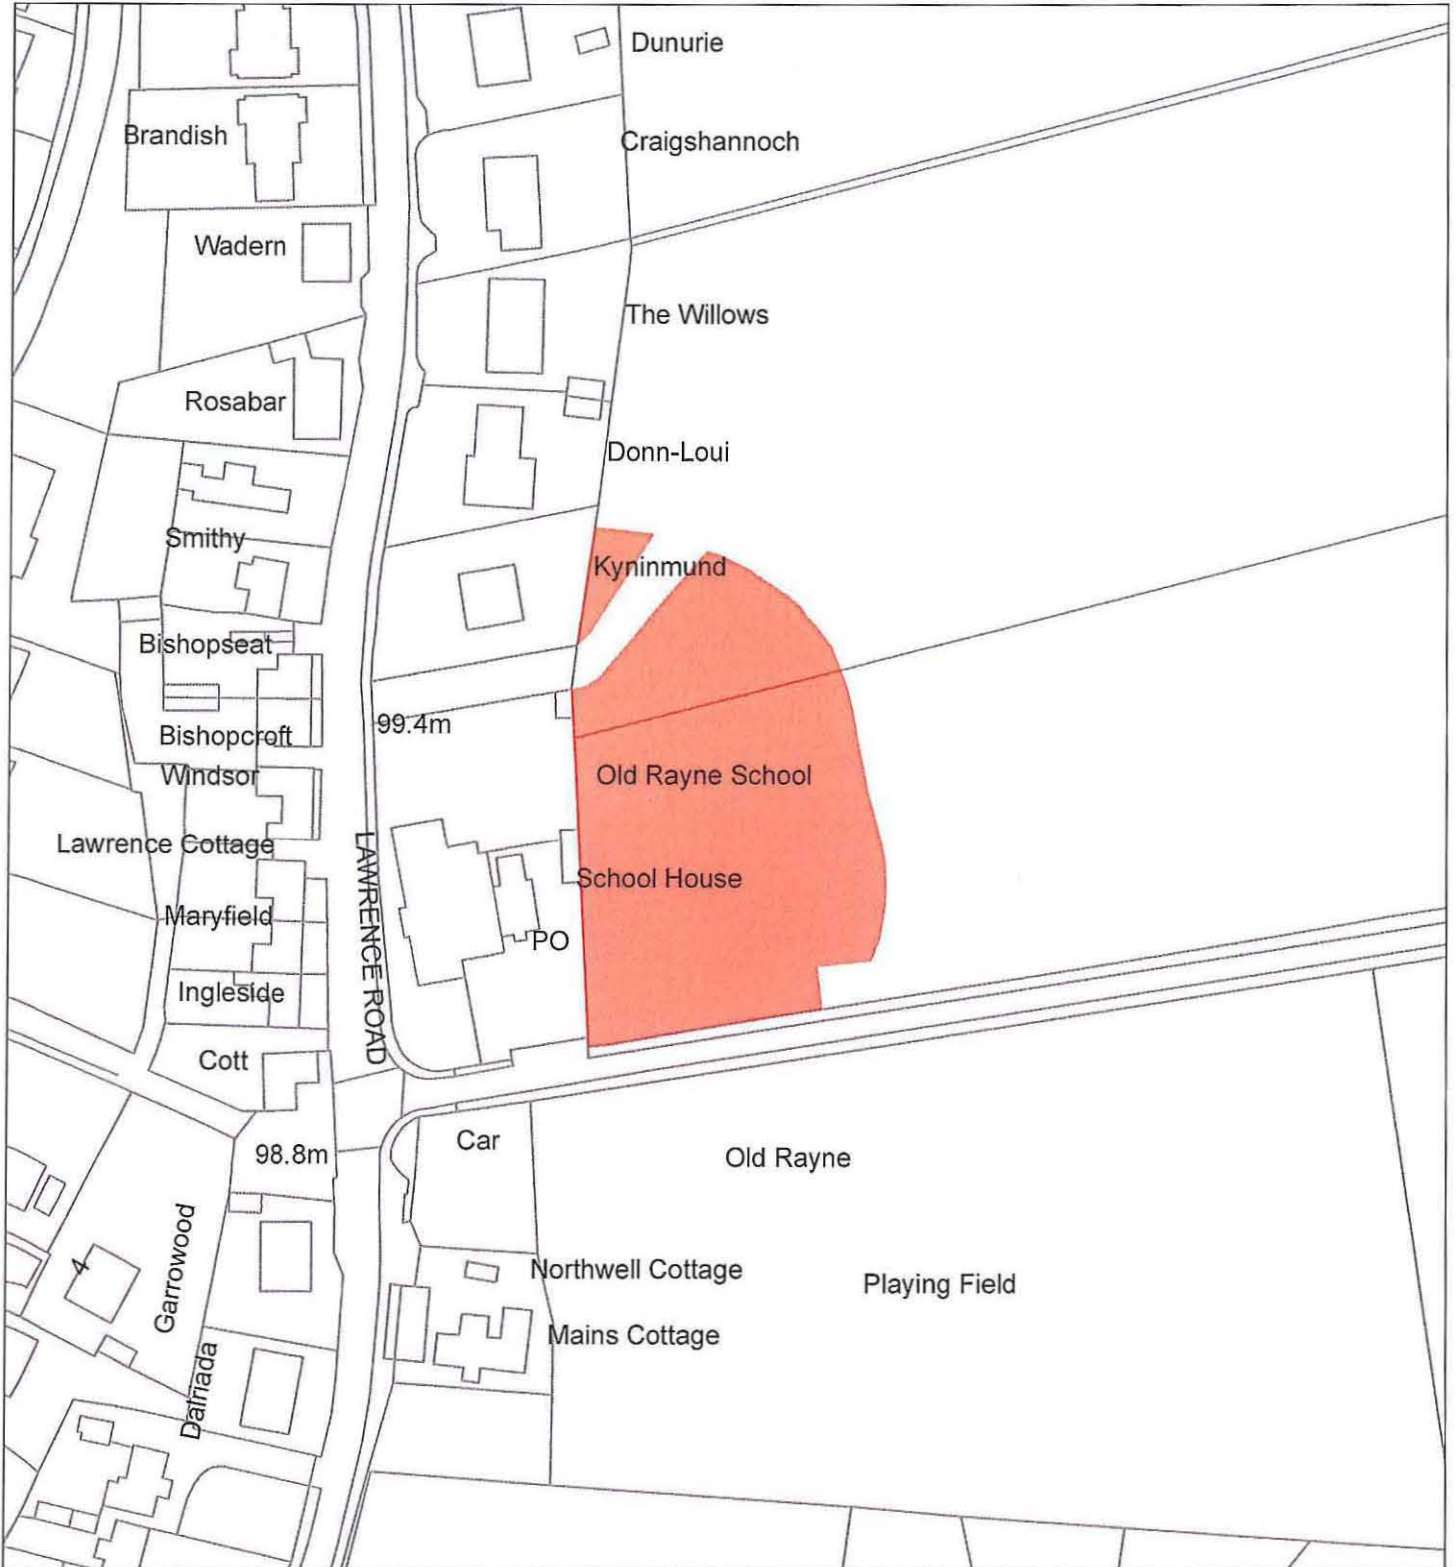 Dunurie
Brandish
Craigshannoch
Wadern
The Willows
Rosabar
Donn-Loui
Smithy
Kyninmund
Bishopseat
99.4m
Bishopcroft
Windsor
Old Rayne School
Lawrence Cottage
LAWRENCE ROAD
School House
Maryfield
PO
Ingleside
Cott
98.8m
Car
Old Rayne
Garrowood
4
Northwell Cottage
Playing Field
Mains Cottage
Dalriada